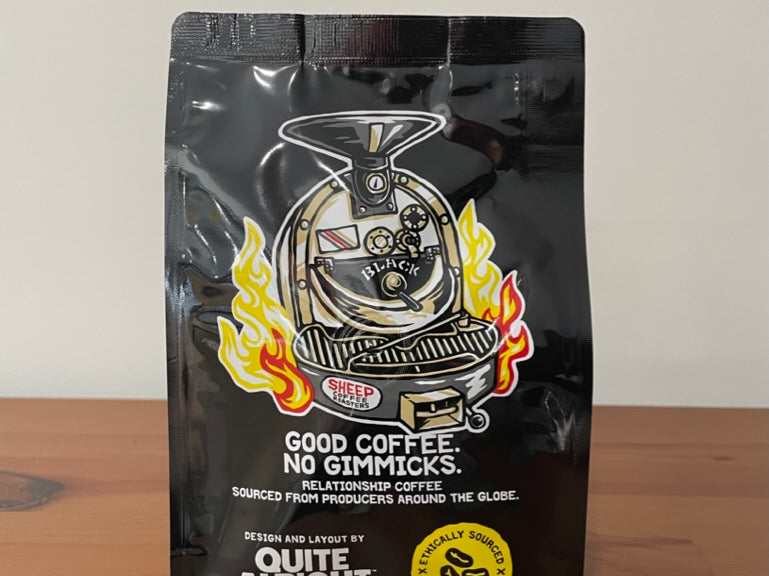 BLACK
SHEEP
COFFEE
ROASTERS
GOOD COFFEE.
NO GIMMICKS.
RELATIONSHIP COFFEE
SOURCED FROM PRODUCERS AROUND THE GLOBE.
DESIGN AND LAYOUT BY
QUITE
ALRIGHT™
X ETHICALLY SOURCED X